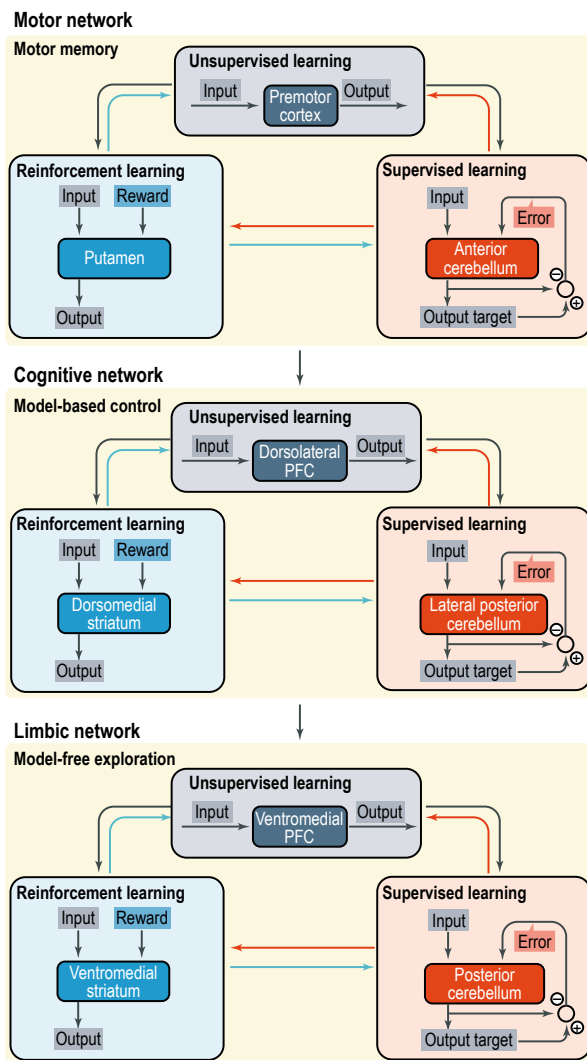 Motor network
Motor memory
Unsupervised learning
Input
Premotor
cortex
Output
Reinforcement learning
Input
Reward
Putamen
Output
Supervised learning
Input
Error
Anterior
cerebellum
−
+
Output target
Cognitive network
Model-based control
Unsupervised learning
Input
Dorsolateral
PFC
Output
Reinforcement learning
Input
Reward
Dorsomedial
striatum
Output
Supervised learning
Input
Error
Lateral posterior
cerebellum
−
+
Output target
Limbic network
Model-free exploration
Unsupervised learning
Input
Ventromedial
PFC
Output
Reinforcement learning
Input
Reward
Ventromedial
striatum
Output
Supervised learning
Input
Error
Posterior
cerebellum
−
+
Output target